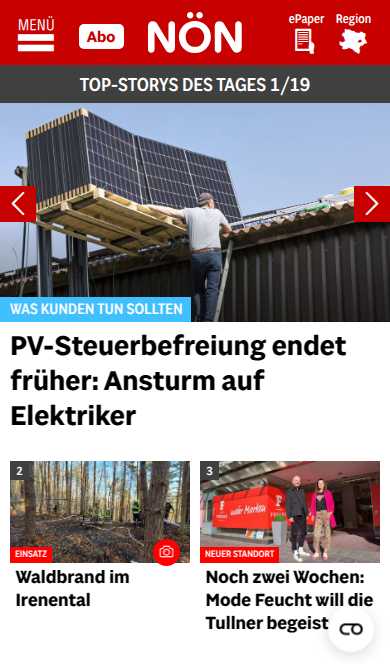 MENÜ
Abo
NÖN
ePaper
Region
TOP-STORYS DES TAGES 1/19
WAS KUNDEN TUN SOLLTEN
PV-Steuerbefreiung endet
früher: Ansturm auf
Elektriker
2
EINSATZ
Waldbrand im
Irenental
3
NEUER STANDORT
Noch zwei Wochen:
Mode Feucht will die
Tullner begeist